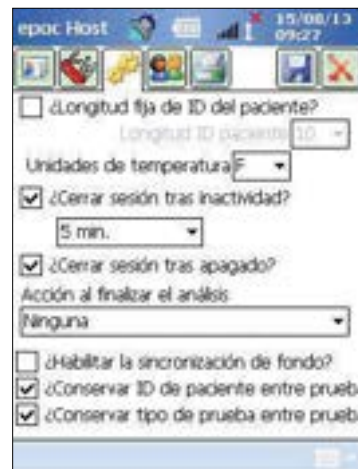 epoc Host 15/08/13
09:27
¿Longitud fija de ID del paciente?
Longitud ID paciente 10
Unidades de temperatura F
¿Cerrar sesión tras inactividad?
5 min.
¿Cerrar sesión tras apagado?
Acción al finalizar el análisis
Ninguna
¿Habilitar la sincronización de fondo?
¿Conservar ID de paciente entre prueb
¿Conservar tipo de prueba entre prueb